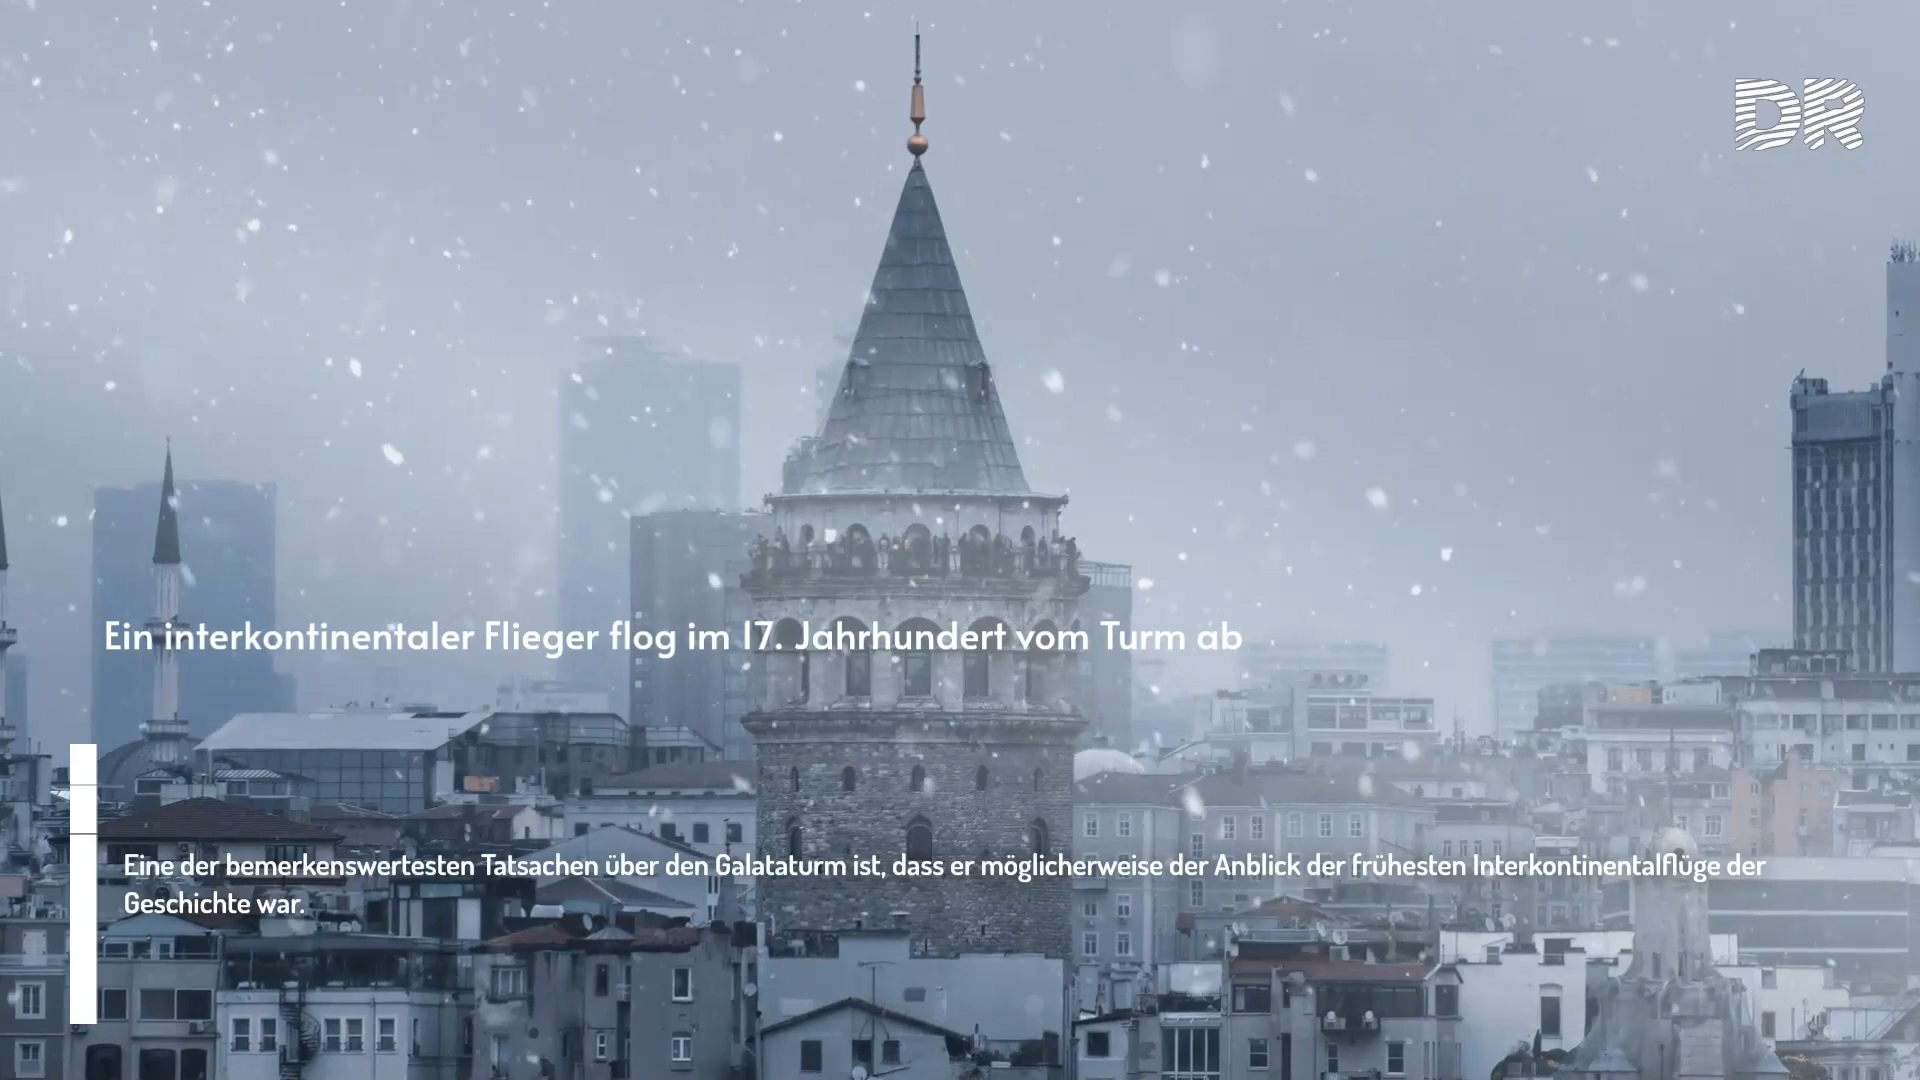 DR
Ein interkontinentaler Flieger flog im 17. Jahrhundert vom Turm ab
Eine der bemerkenswertesten Tatsachen über den Galataturm ist, dass er möglicherweise der Anblick der frühesten Interkontinentalflüge der
Geschichte war.